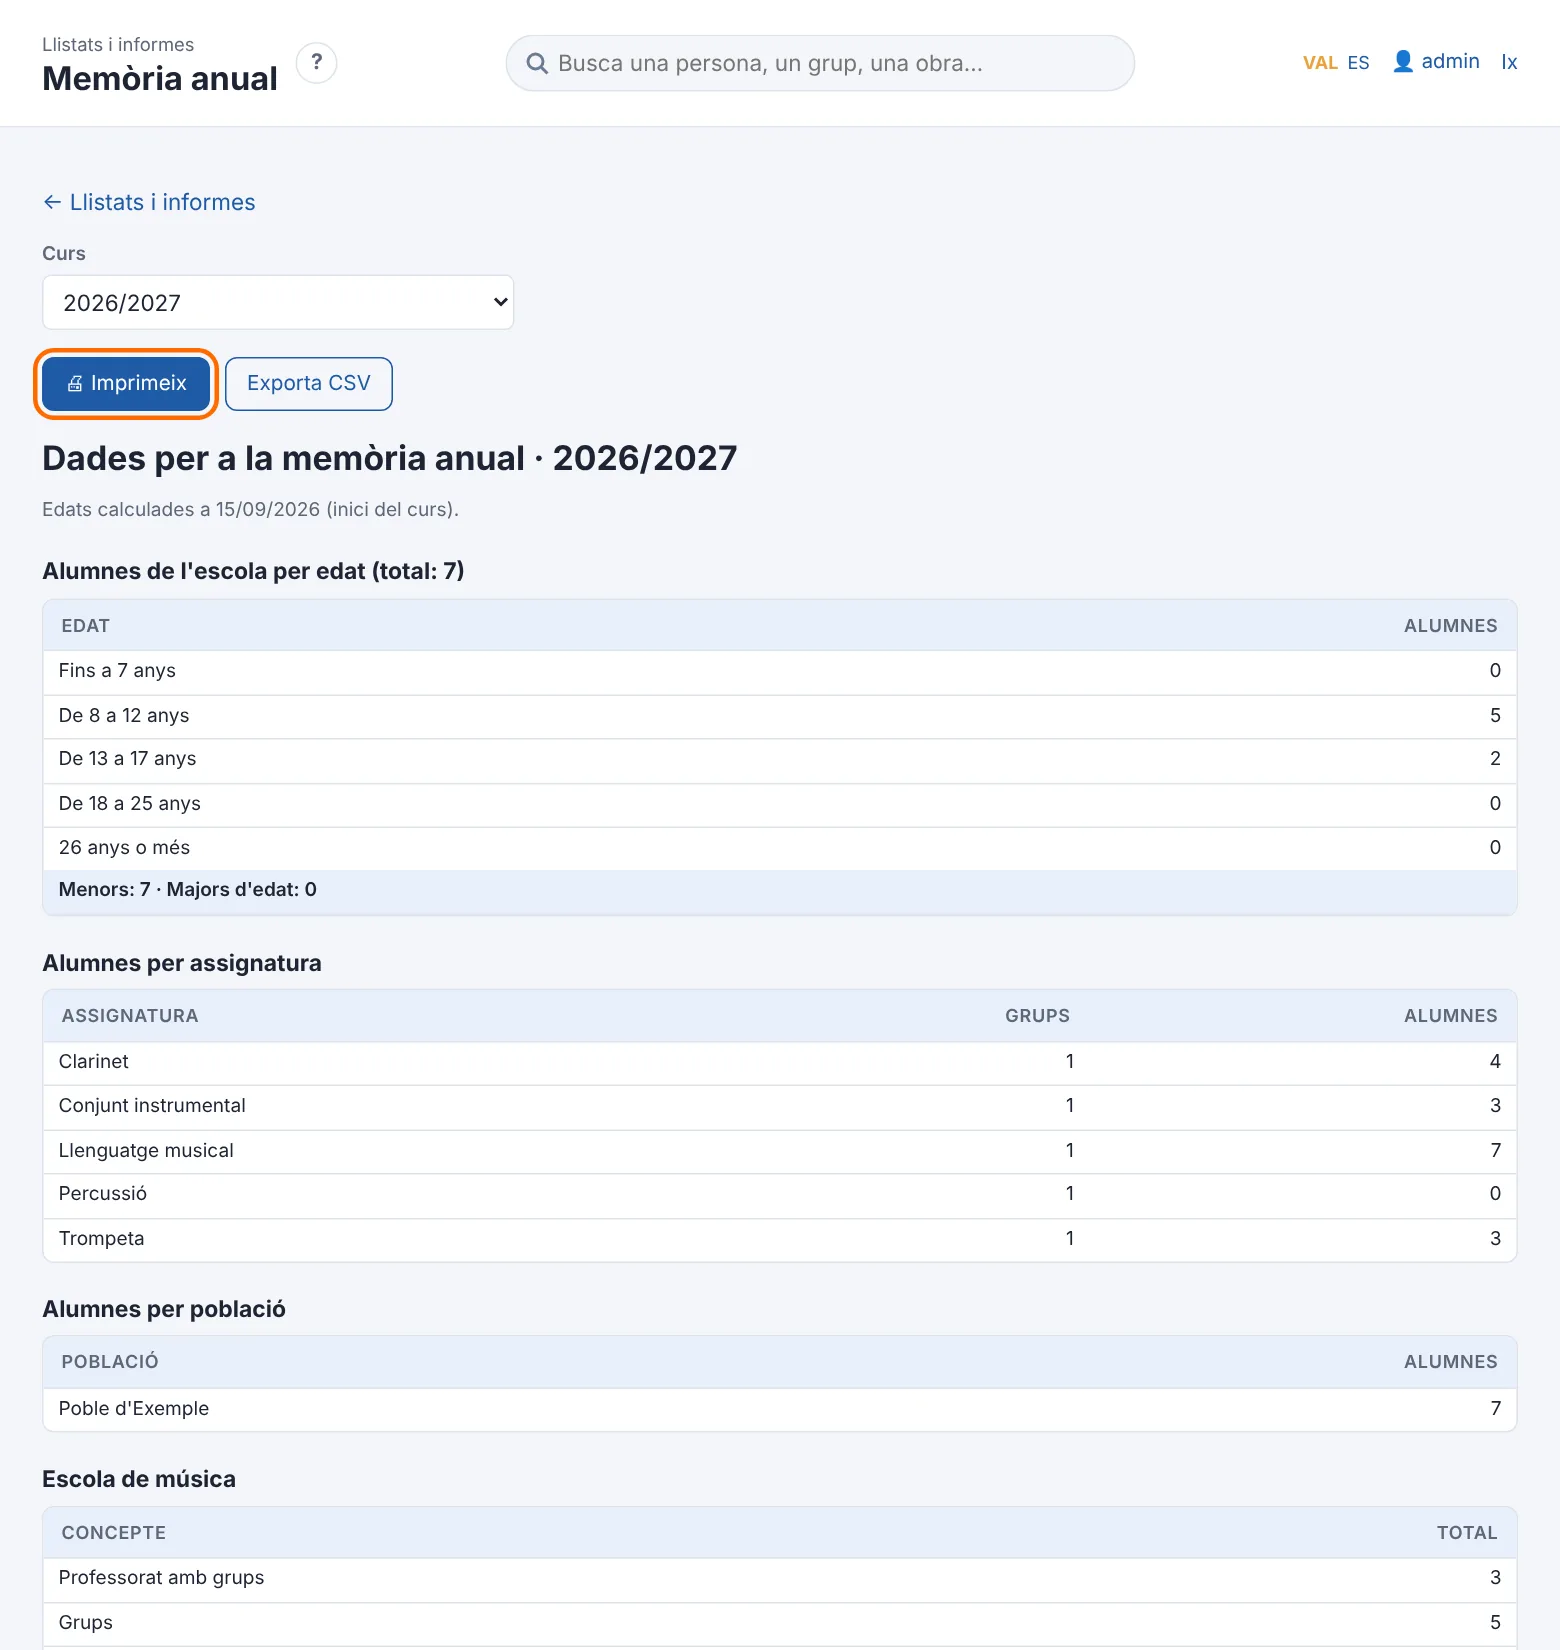 Llistats i informes
Memòria anual
?
Busca una persona, un grup, una obra...
VAL ES admin Ix
← Llistats i informes
Curs
2026/2027
Imprimeix
Exporta CSV
Dades per a la memòria anual · 2026/2027
Edats calculades a 15/09/2026 (inici del curs).
Alumnes de l'escola per edat (total: 7)
EDAT ALUMNES
Fins a 7 anys 0
De 8 a 12 anys 5
De 13 a 17 anys 2
De 18 a 25 anys 0
26 anys o més 0
Menors: 7 · Majors d'edat: 0
Alumnes per assignatura
ASSIGNATURA GRUPS ALUMNES
Clarinet 1 4
Conjunt instrumental 1 3
Llenguatge musical 1 7
Percussió 1 0
Trompeta 1 3
Alumnes per població
POBLACIÓ ALUMNES
Poble d'Exemple 7
Escola de música
CONCEPTE TOTAL
Professorat amb grups 3
Grups 5